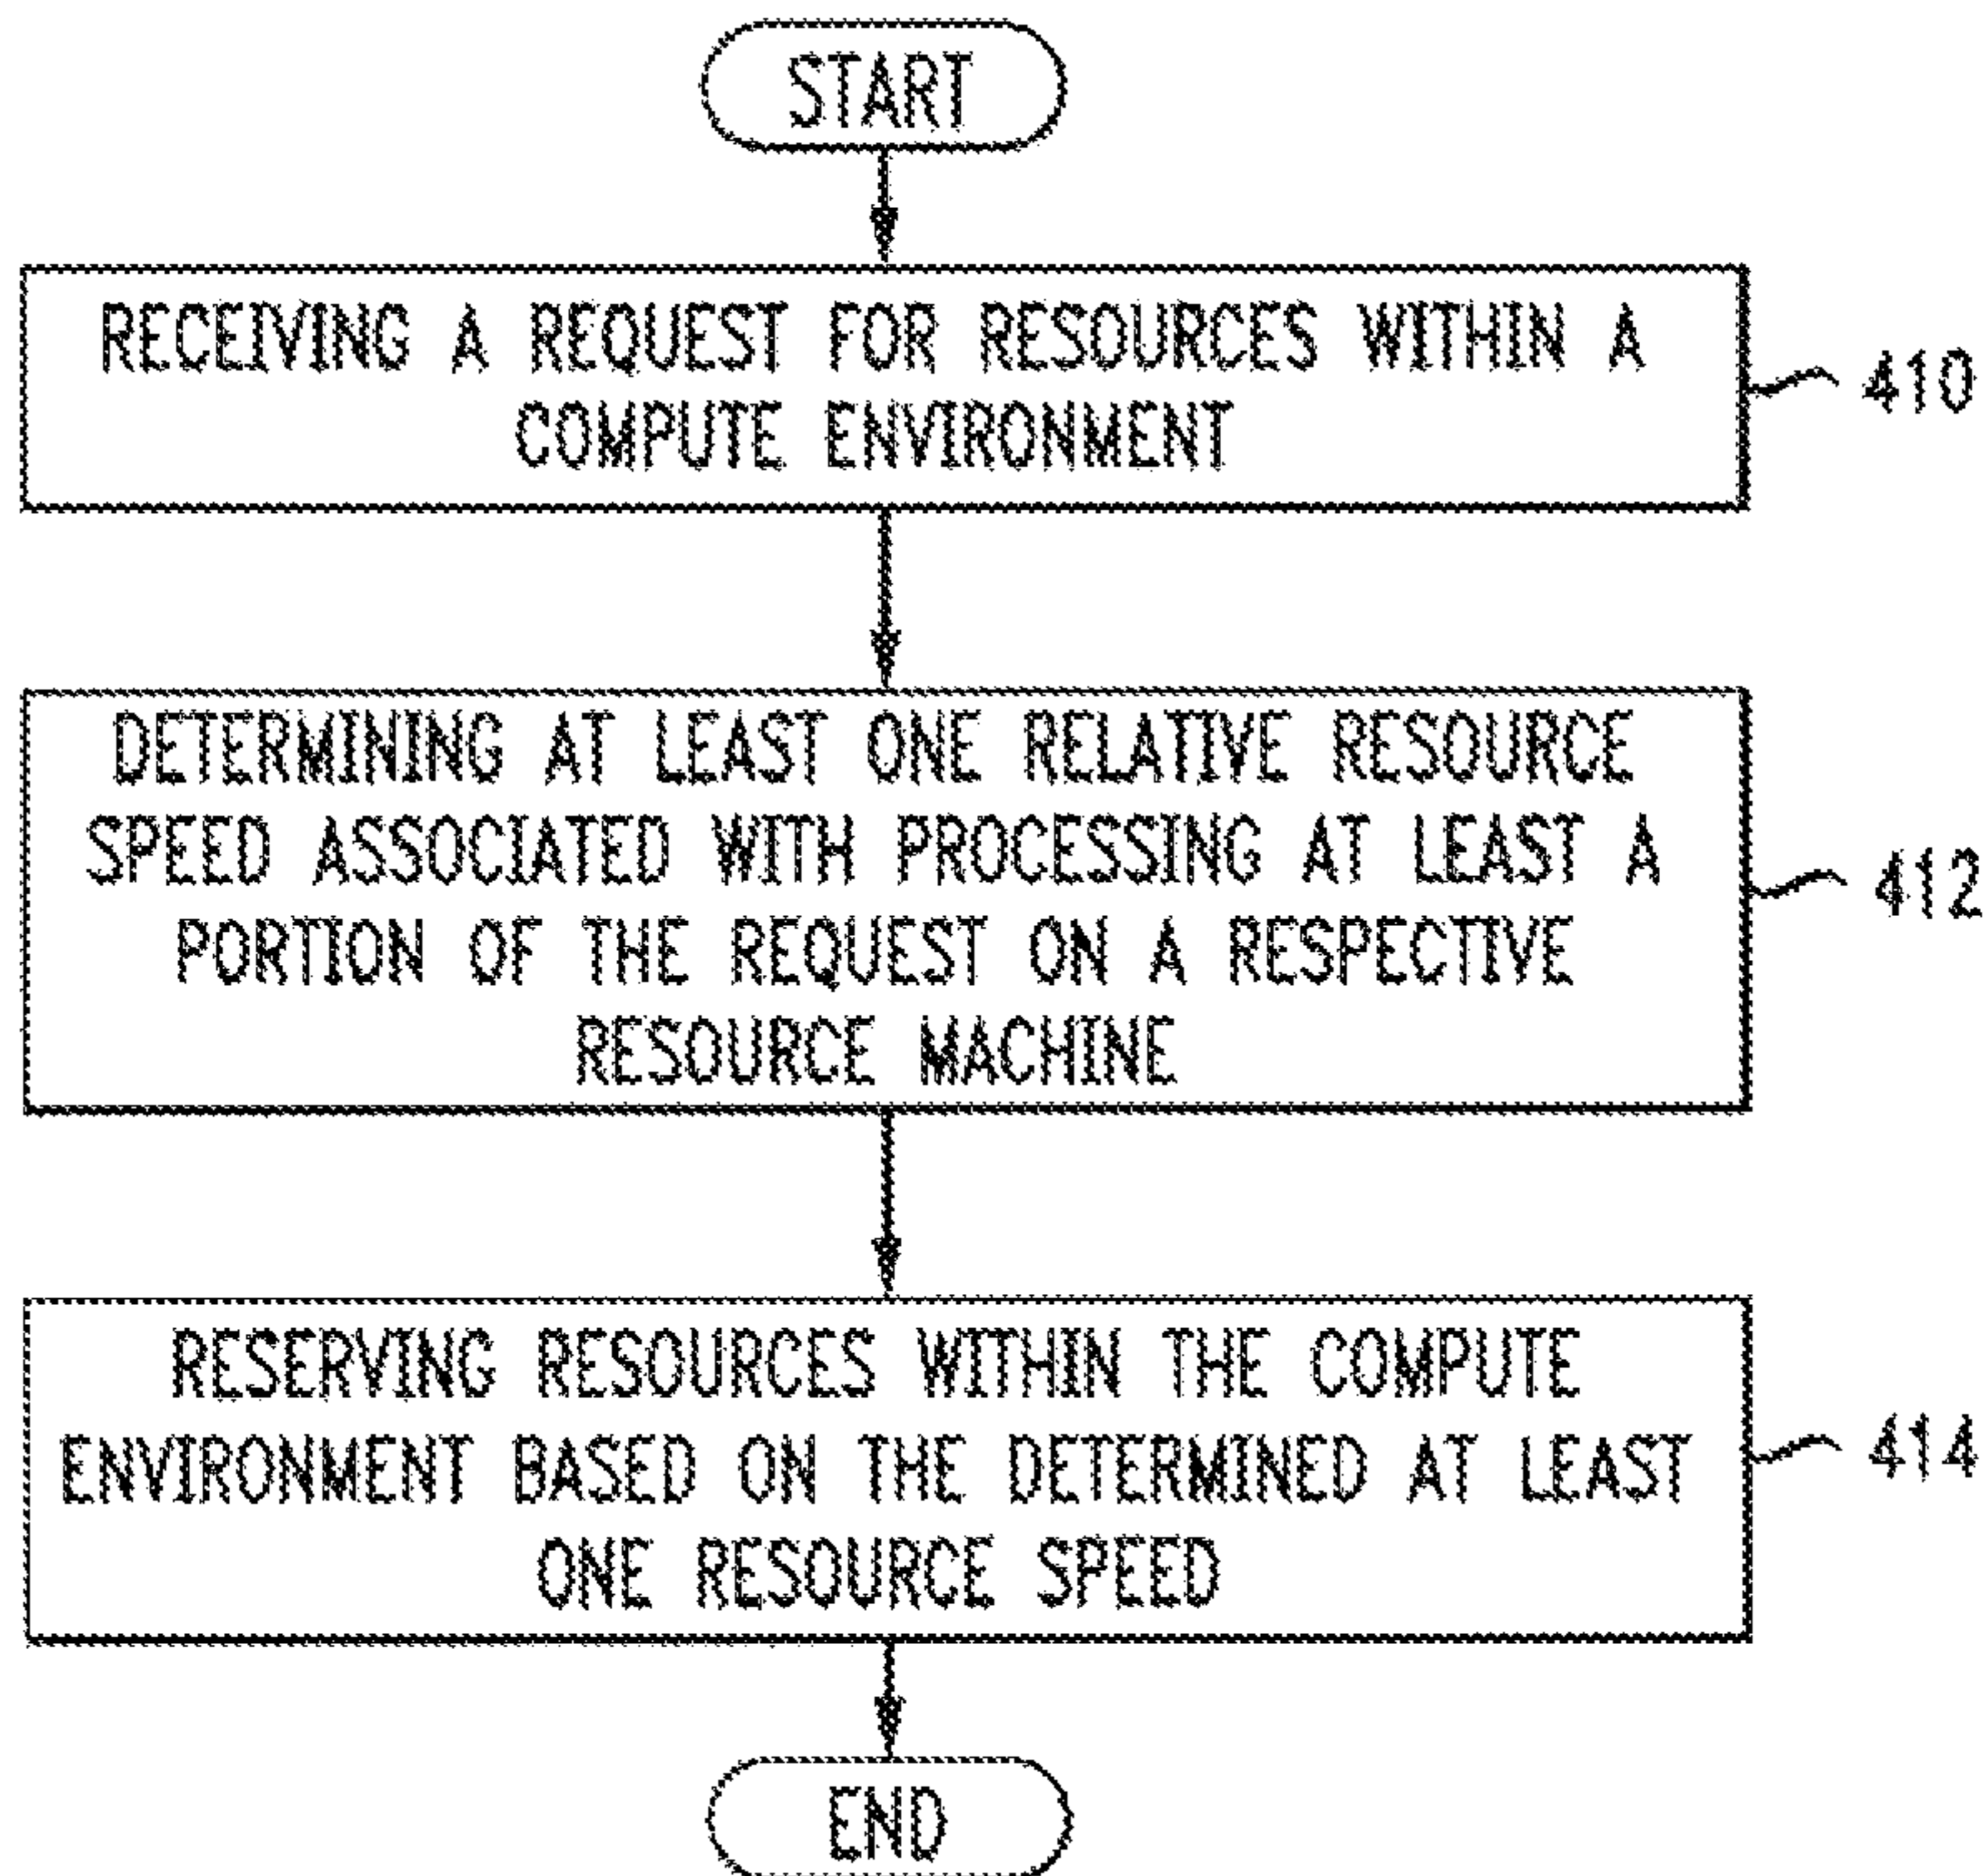 START
RECEIVING A REQUEST FOR RESOURCES WITHIN A
COMPUTE ENVIRONMENT
410
DETERMINING AT LEAST ONE RELATIVE RESOURCE
SPEED ASSOCIATED WITH PROCESSING AT LEAST A
PORTION OF THE REQUEST ON A RESPECTIVE
RESOURCE MACHINE
412
RESERVING RESOURCES WITHIN THE COMPUTE
ENVIRONMENT BASED ON THE DETERMINED AT LEAST
ONE RESOURCE SPEED
414
END